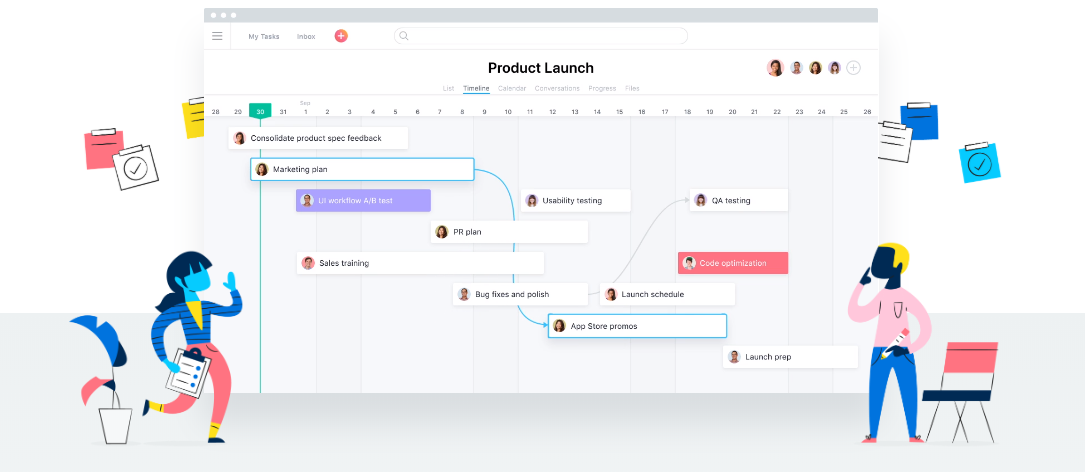 My Tasks Inbox
Product Launch
List Timeline Calendar Conversations Progress Files
Sep
28 29 30 31 1 2 3 4 5 6 7 8 9 10 11 12 13 14 15 16 17 18 19 20 21 22 23 24 25 26
Consolidate product spec feedback
Marketing plan
UI workflow A/B test
Usability testing
QA testing
PR plan
Sales training
Code optimization
Bug fixes and polish
Launch schedule
App Store promos
Launch prep